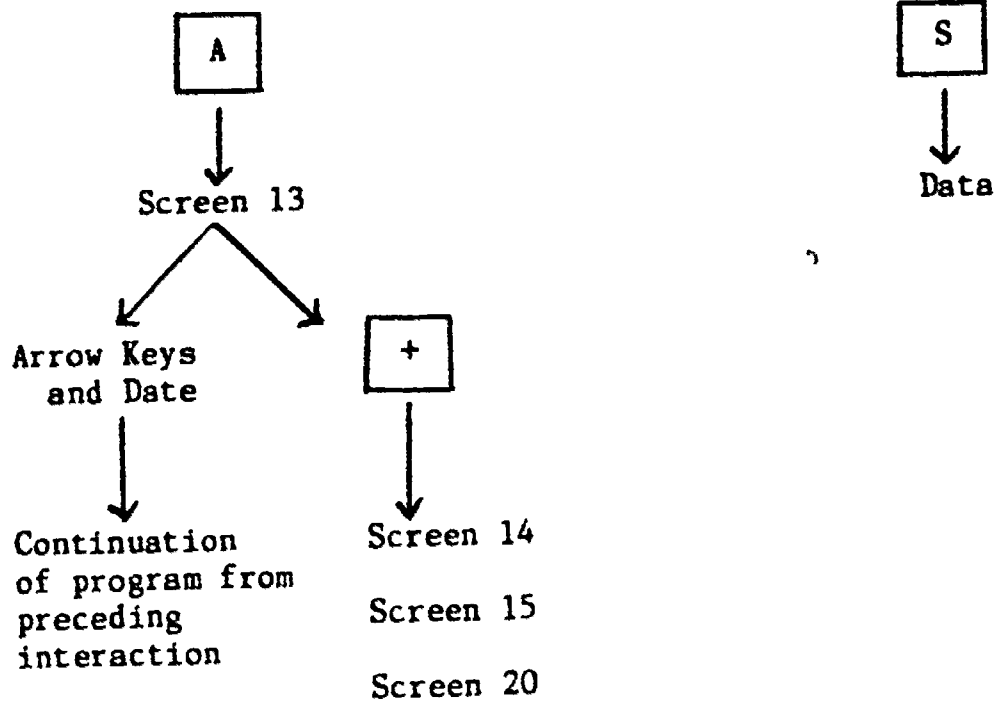 A
S
Screen 13
Data
Arrow Keys
and Date
+
Continuation
of program from
preceding
interaction
Screen 14
Screen 15
Screen 20